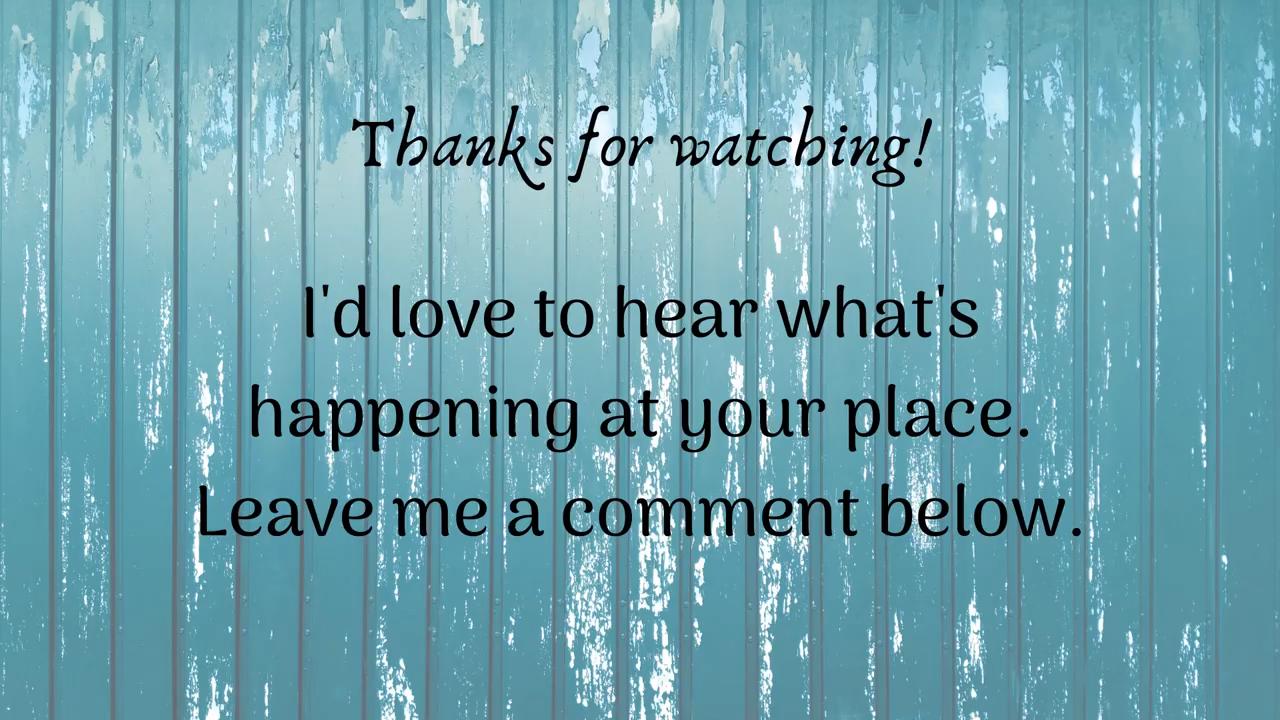 Thanks for watching!
I'd love to hear what's
happening at your place.
Leave me a comment below.